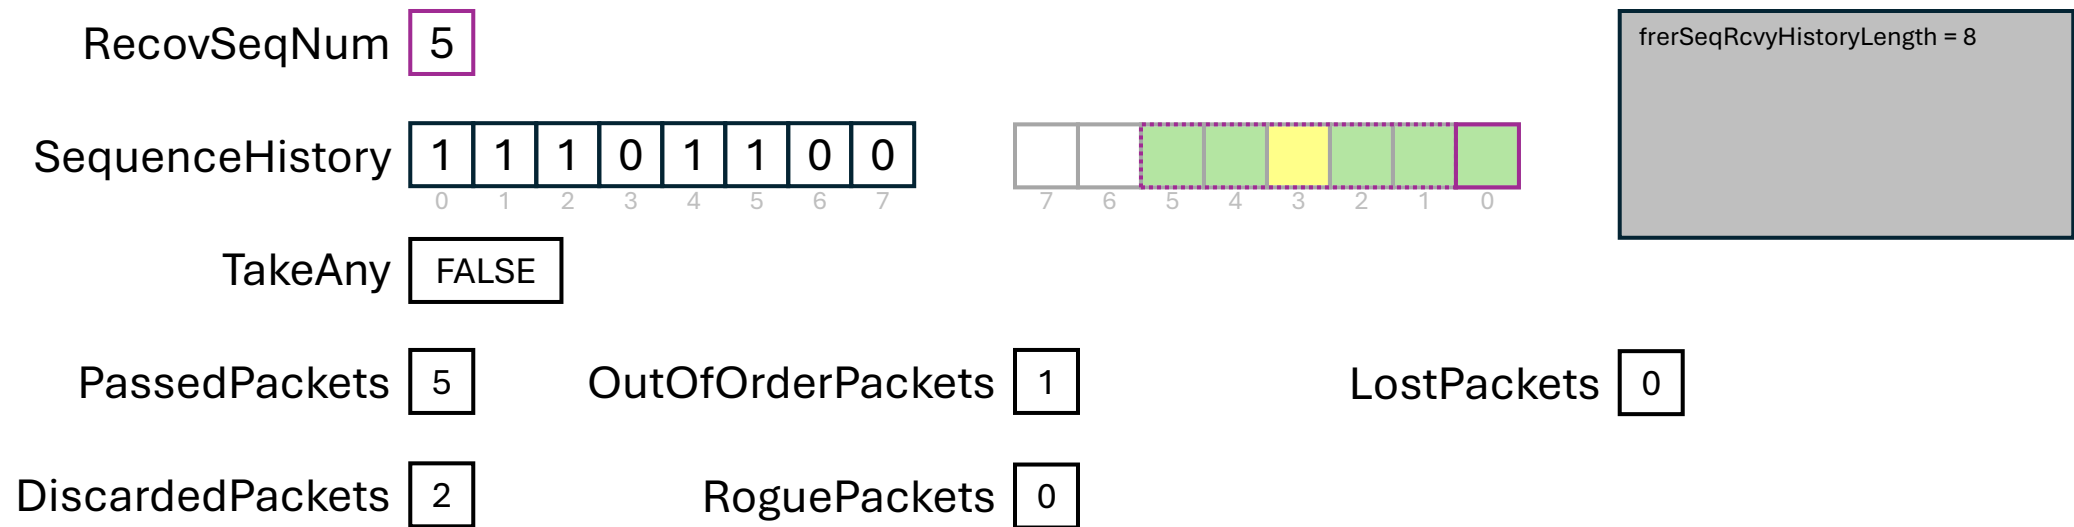 RecovSeqNum 5
frerSeqRcvyHistoryLength = 8
SequenceHistory 1 1 1 0 1 1 0 0
0 1 2 3 4 5 6 7
7 6 5 4 3 2 1 0
TakeAny FALSE
PassedPackets 5 OutOfOrderPackets 1 LostPackets 0
DiscardedPackets 2 RoguePackets 0